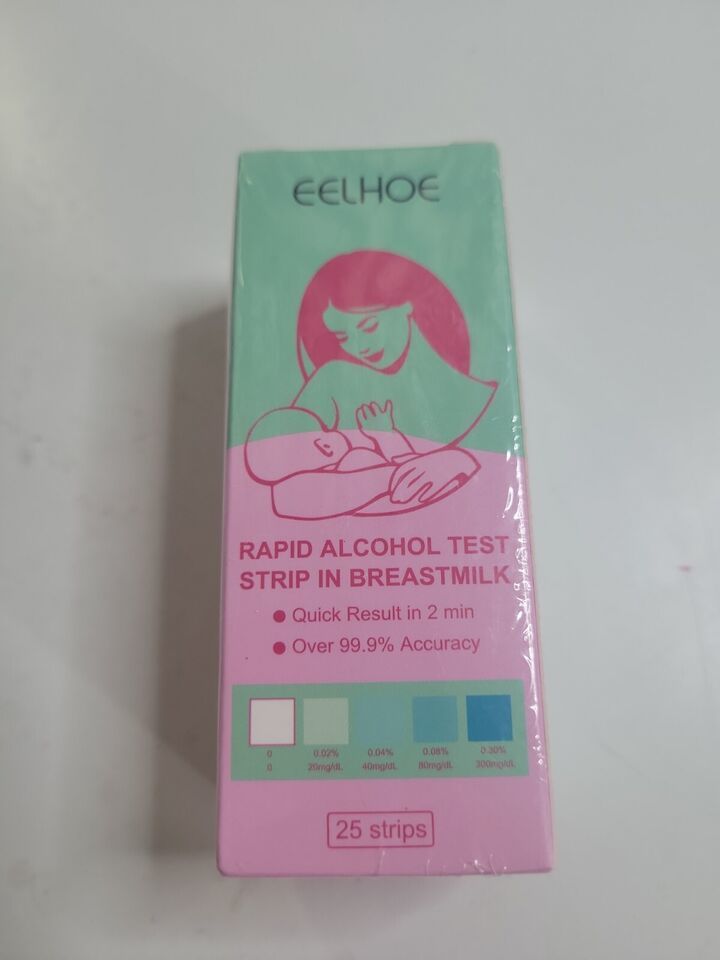 EELHOE
RAPID ALCOHOL TEST
STRIP IN BREASTMILK
● Quick Result in 2 min
● Over 99.9% Accuracy
0 0.02% 0.04% 0.08% 0.30%
0 20mg/dL 40mg/dL 80mg/dL 300mg/dL
25 strips